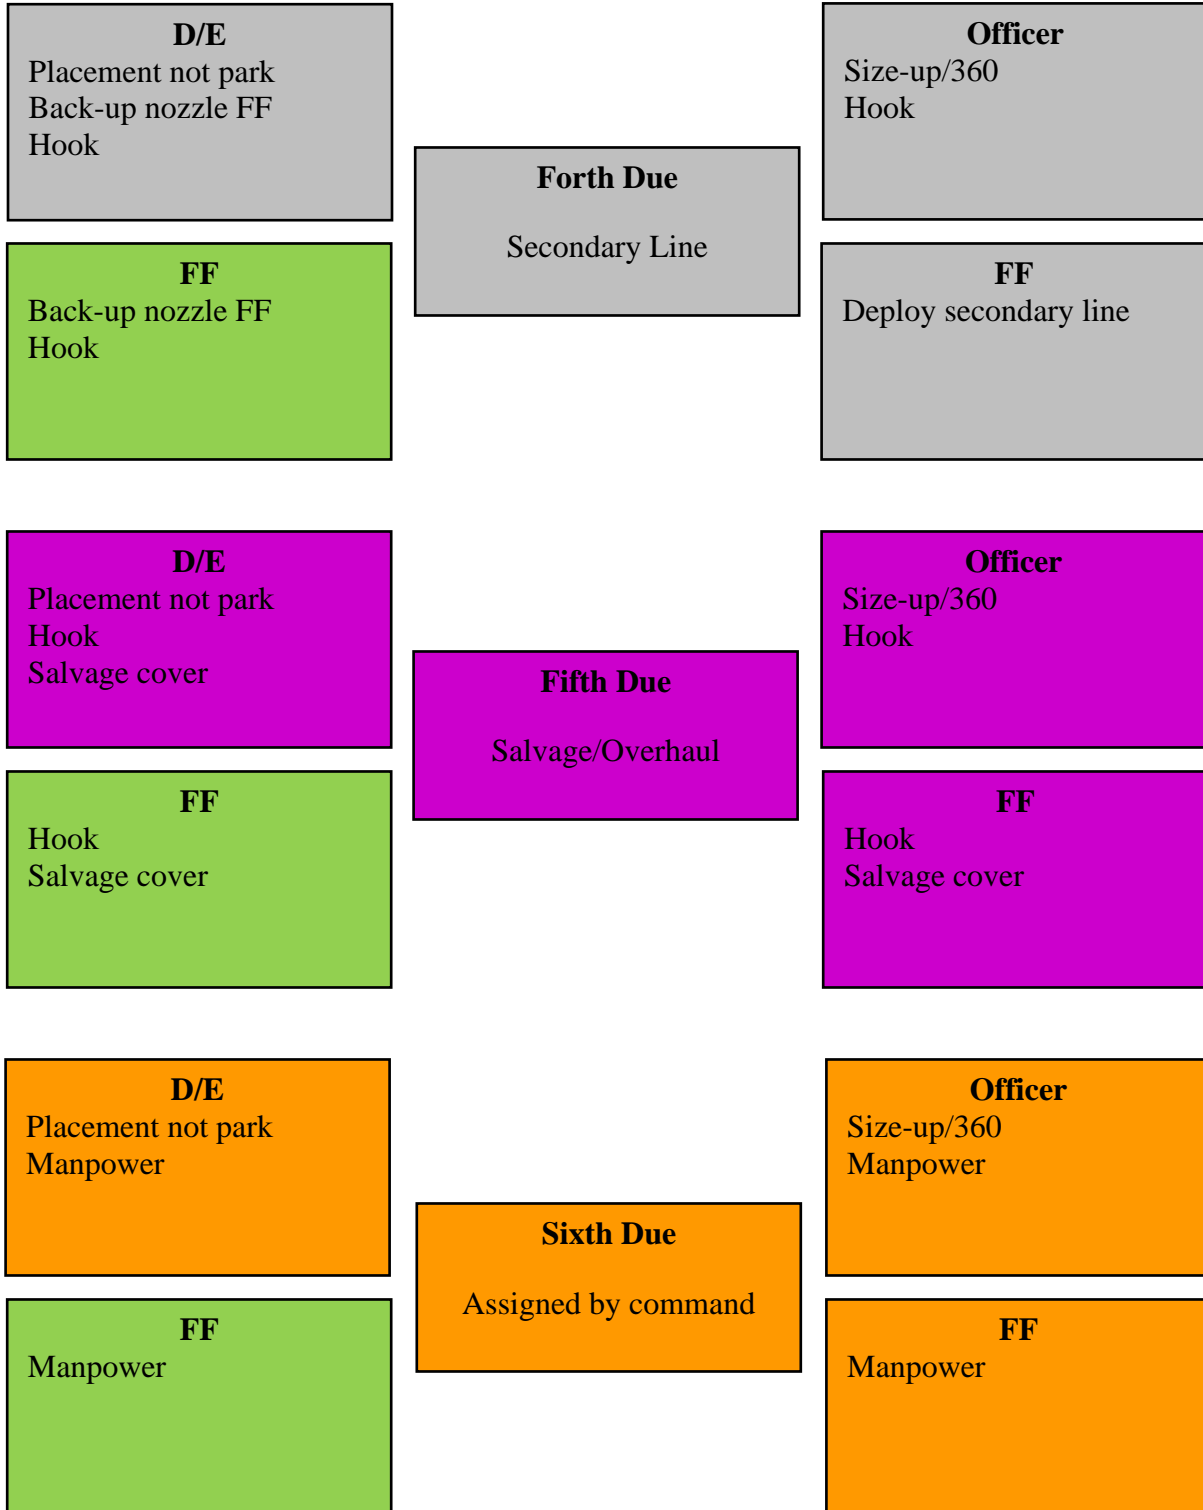 D/E
Placement not park
Back-up nozzle FF
Hook
Officer
Size-up/360
Hook
Forth Due
Secondary Line
FF
Back-up nozzle FF
Hook
FF
Deploy secondary line
D/E
Placement not park
Hook
Salvage cover
Officer
Size-up/360
Hook
Fifth Due
Salvage/Overhaul
FF
Hook
Salvage cover
FF
Hook
Salvage cover
D/E
Placement not park
Manpower
Officer
Size-up/360
Manpower
Sixth Due
Assigned by command
FF
Manpower
FF
Manpower